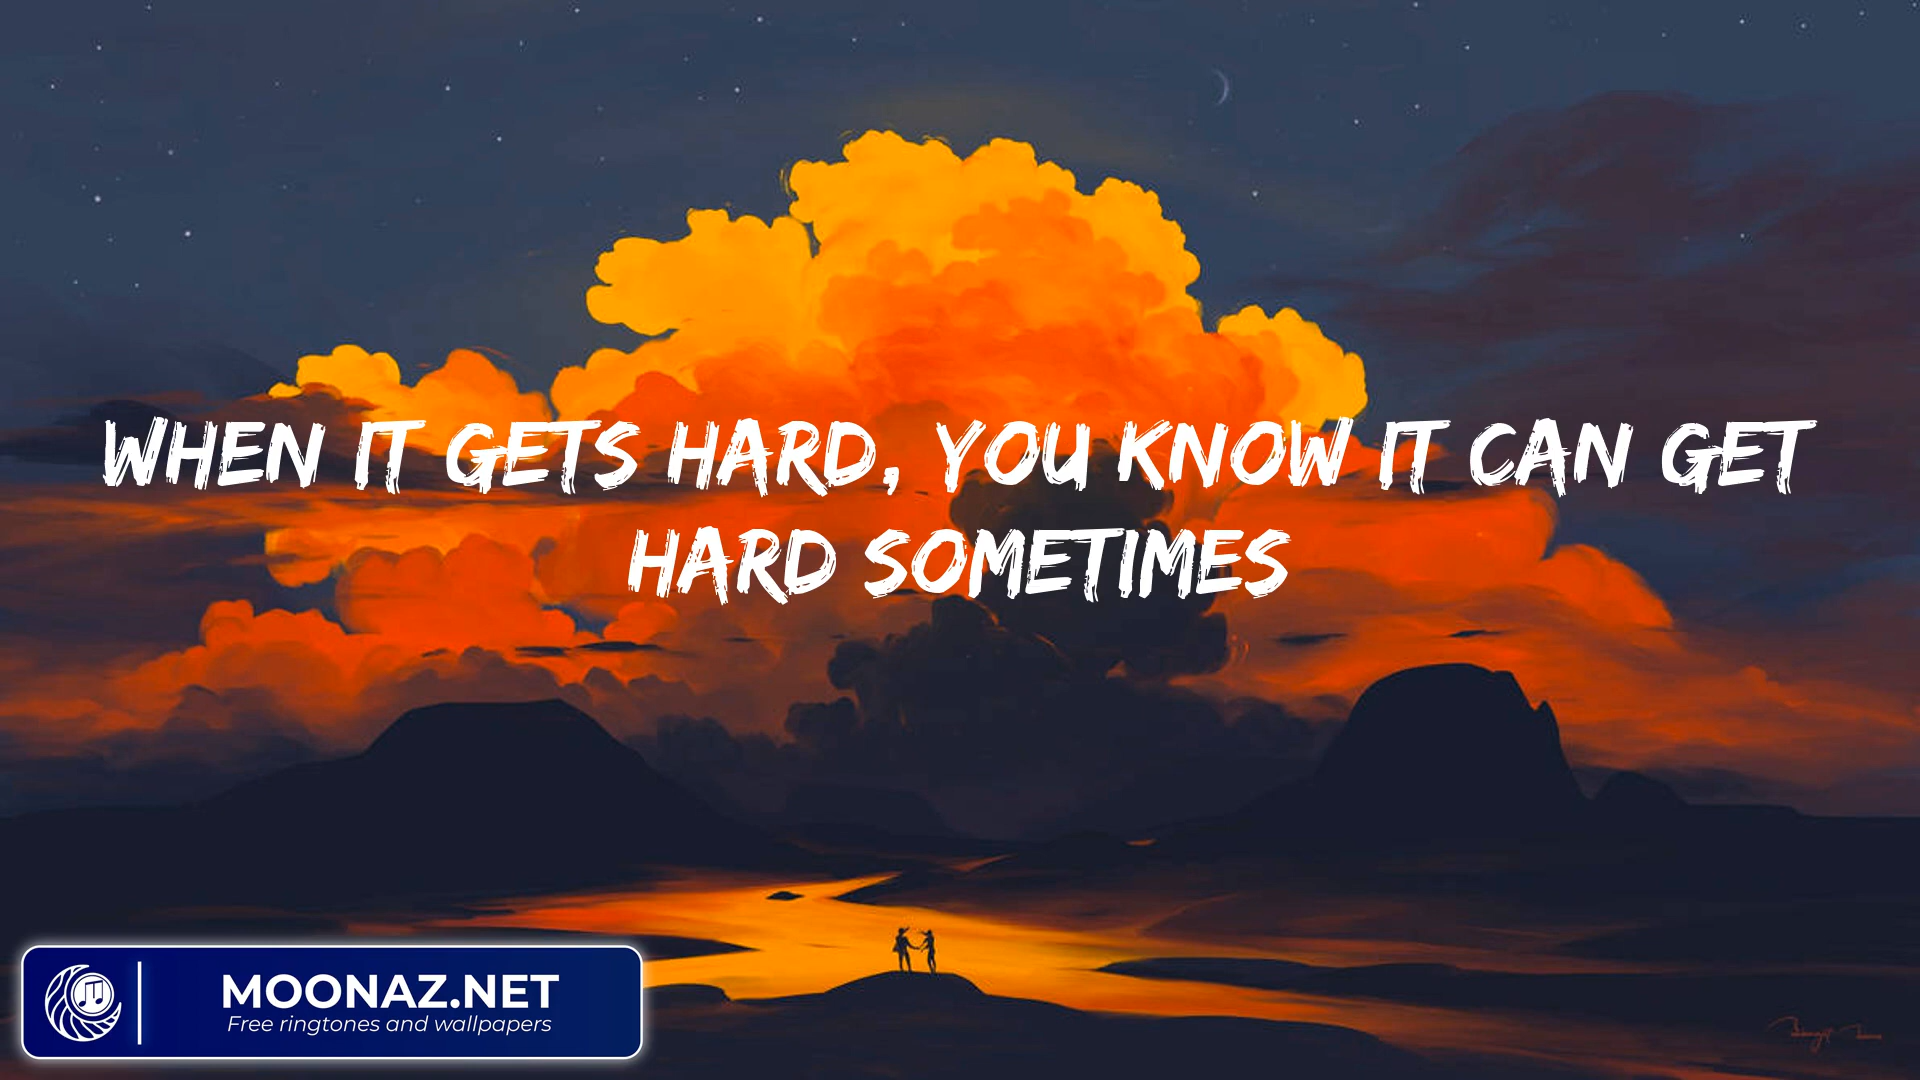 WHEN IT GETS HARD, YOU KNOW IT CAN GET
HARD SOMETIMES
MOONAZ.NET
Free ringtones and wallpapers